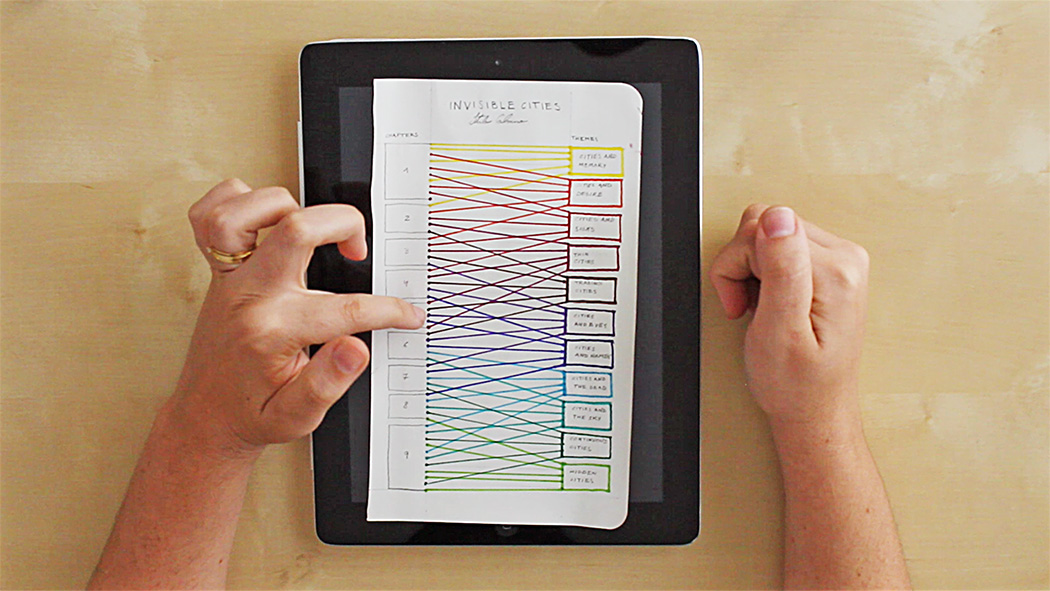 INVISIBLE CITIES
CHAPTERS
THEMES
1
2
3
4
6
7
8
9
CITIES AND
MEMORY
CITIES AND
DESIRE
CITIES AND
SIGNS
THIN
CITIES
TRADING
CITIES
CITIES
AND EYES
CITIES
AND NAMES
CITIES AND
THE DEAD
CITIES AND
THE SKY
CONTINUOUS
CITIES
HIDDEN
CITIES